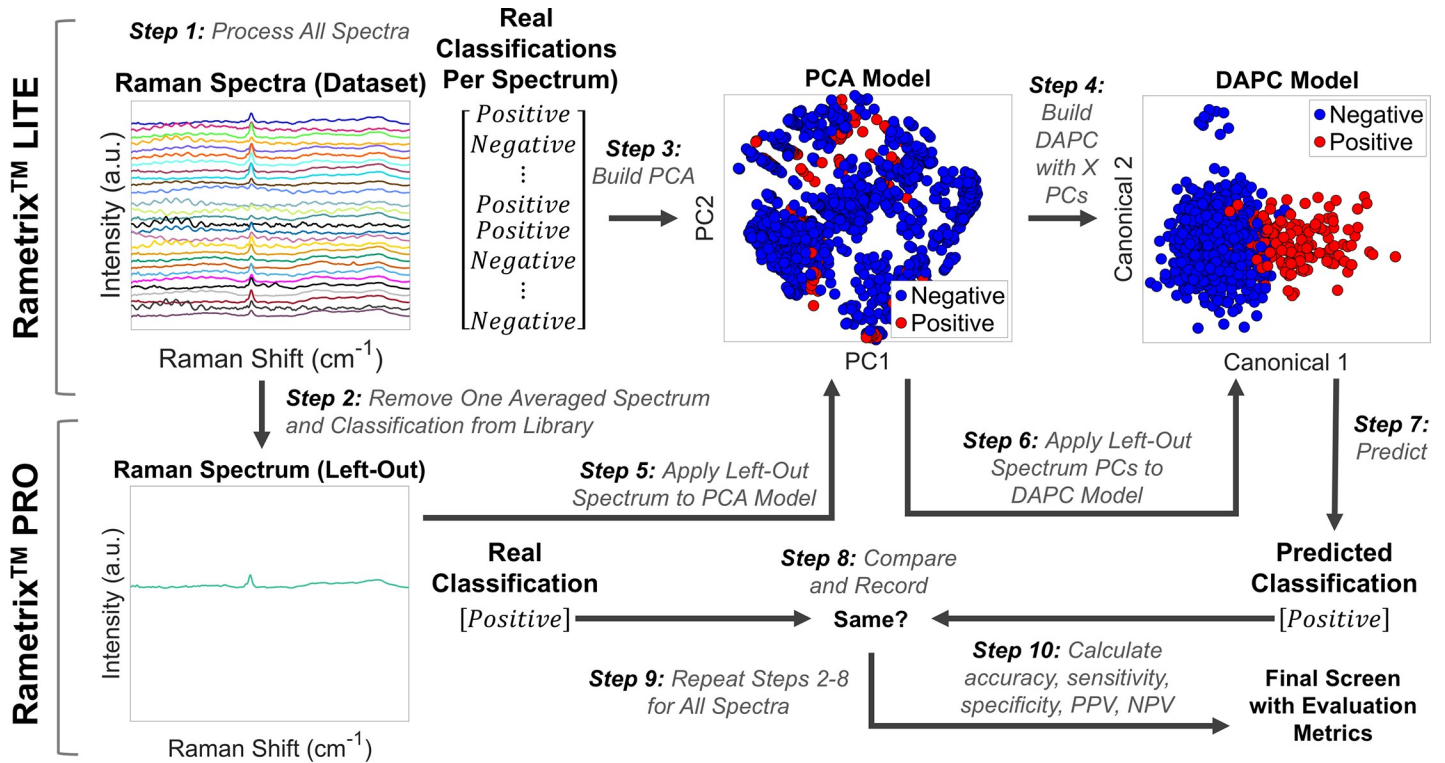 Rametrix™ LITE
Step 1: Process All Spectra
Raman Spectra (Dataset)
Intensity (a.u.)
Raman Shift (cm-1)
Real
Classifications
Per Spectrum)
Positive
Negative
⋮
Positive
Positive
Negative
⋮
Negative
Step 3:
Build PCA
PCA Model
PC2
Negative
Positive
PC1
Step 4:
Build
DAPC
with X
PCs
DAPC Model
Negative
Positive
Canonical 2
Canonical 1
Rametrix™ PRO
Step 2: Remove One Averaged Spectrum
and Classification from Library
Raman Spectrum (Left-Out)
Intensity (a.u.)
Raman Shift (cm-1)
Step 5: Apply Left-Out
Spectrum to PCA Model
Step 6: Apply Left-Out
Spectrum PCs to
DAPC Model
Step 7:
Predict
Real
Classification
[Positive]
Step 8: Compare
and Record
Same?
Predicted
Classification
[Positive]
Step 9: Repeat Steps 2-8
for All Spectra
Step 10: Calculate
accuracy, sensitivity,
specificity, PPV, NPV
Final Screen
with Evaluation
Metrics